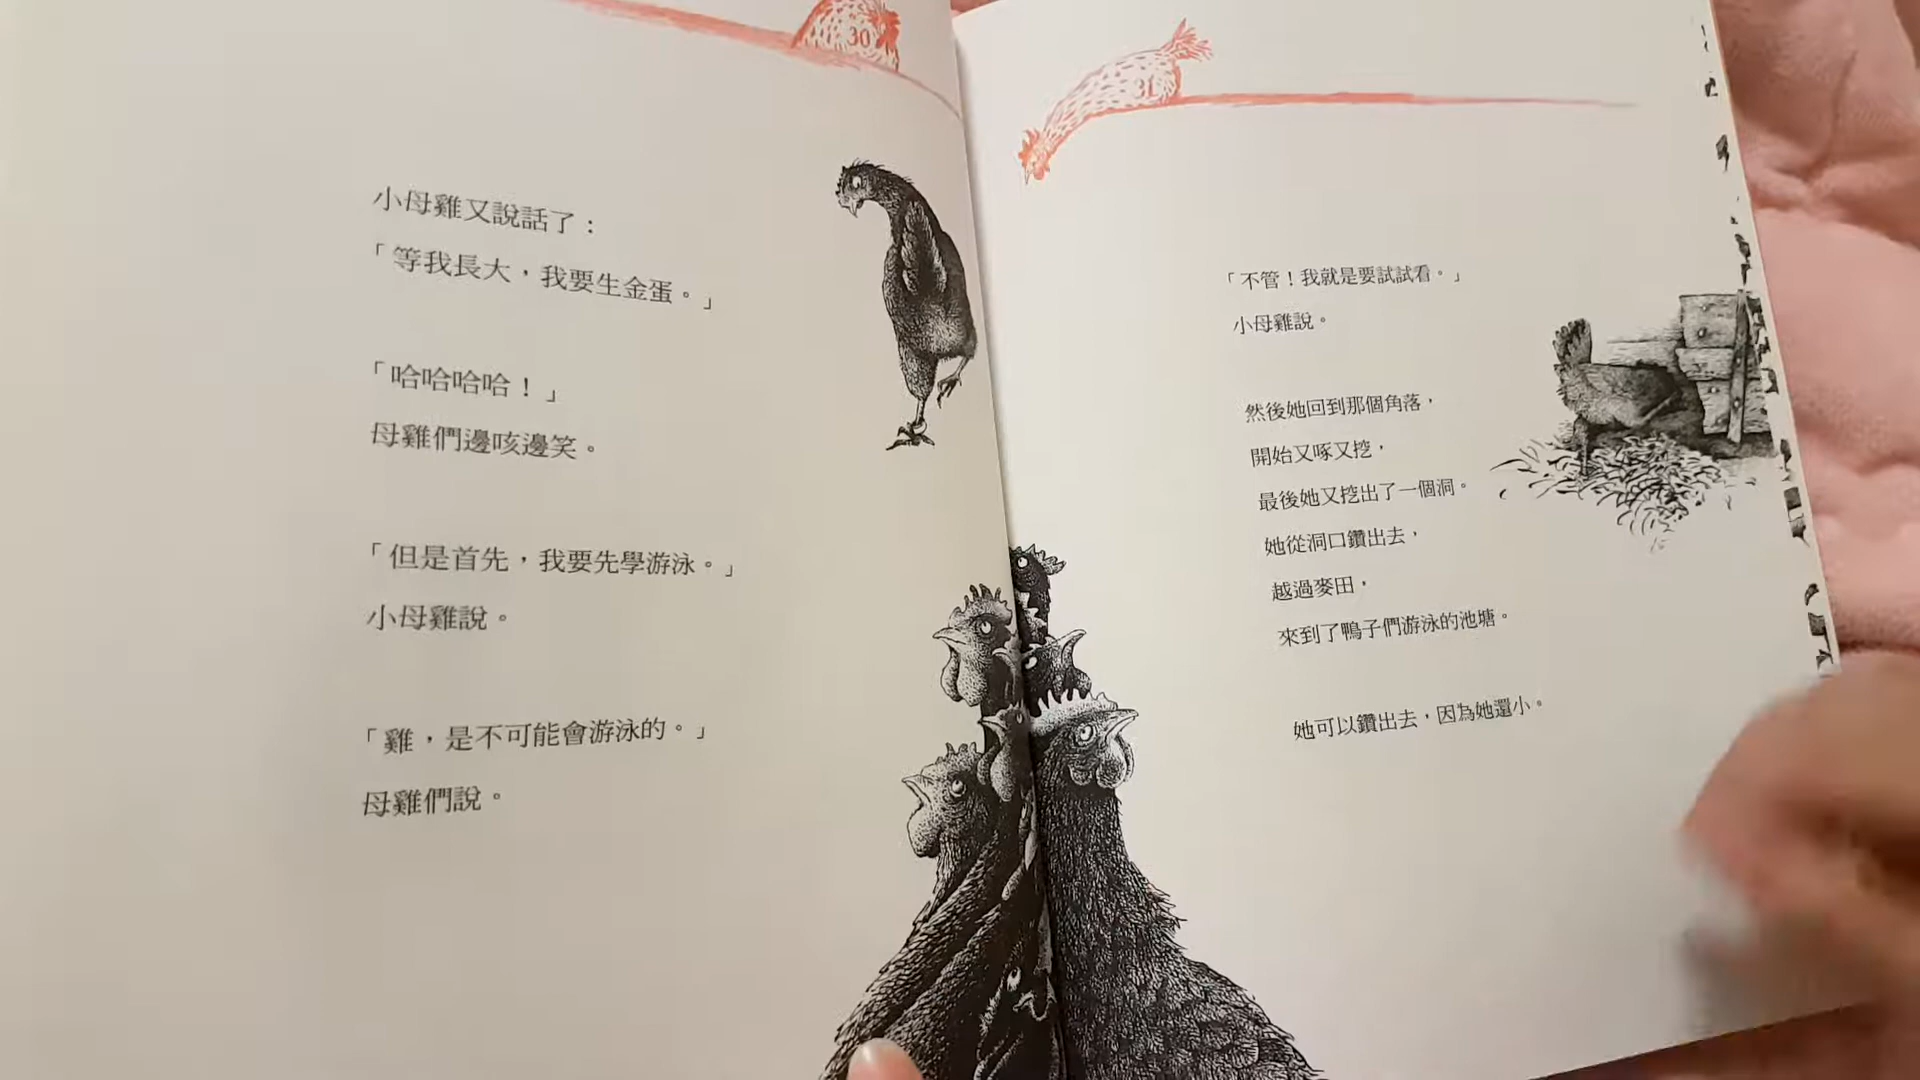 30
小母雞又說話了：
「等我長大，我要生金蛋。」
「哈哈哈哈！」
母雞們邊咳邊笑。
「但是首先，我要先學游泳。」
小母雞說。
「雞，是不可能會游泳的。」
母雞們說。
31
「不管！我就是要試試看。」
小母雞說。
然後她回到那個角落，
開始又啄又挖，
最後她又挖出了一個洞。
她從洞口鑽出去，
越過麥田，
來到了鴨子們游泳的池塘。
她可以鑽出去，因為她還小。